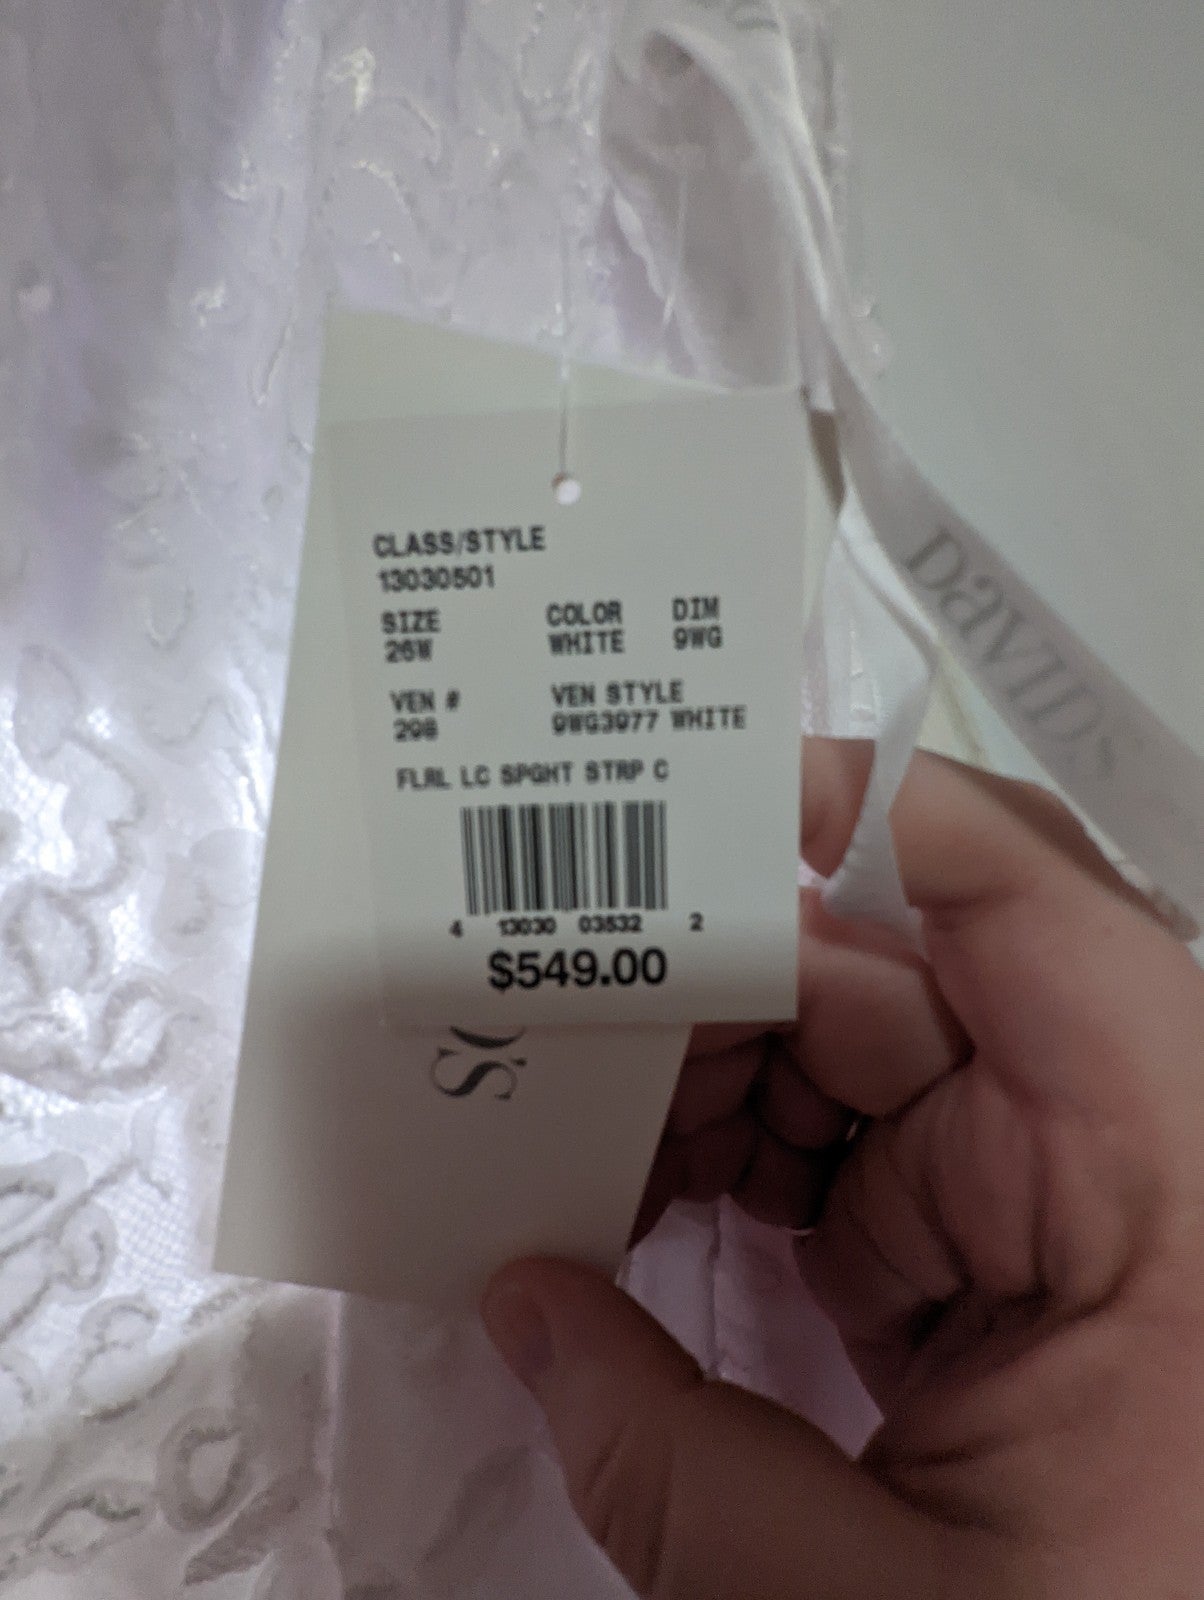 CLASS/STYLE
13030501
SIZE COLOR DIM
26W WHITE 9WG
VEN # VEN STYLE
298 9WG3977 WHITE
FLRL LC SPGHT STRP C
4 13030 03532 2
$549.00
DAVIDS